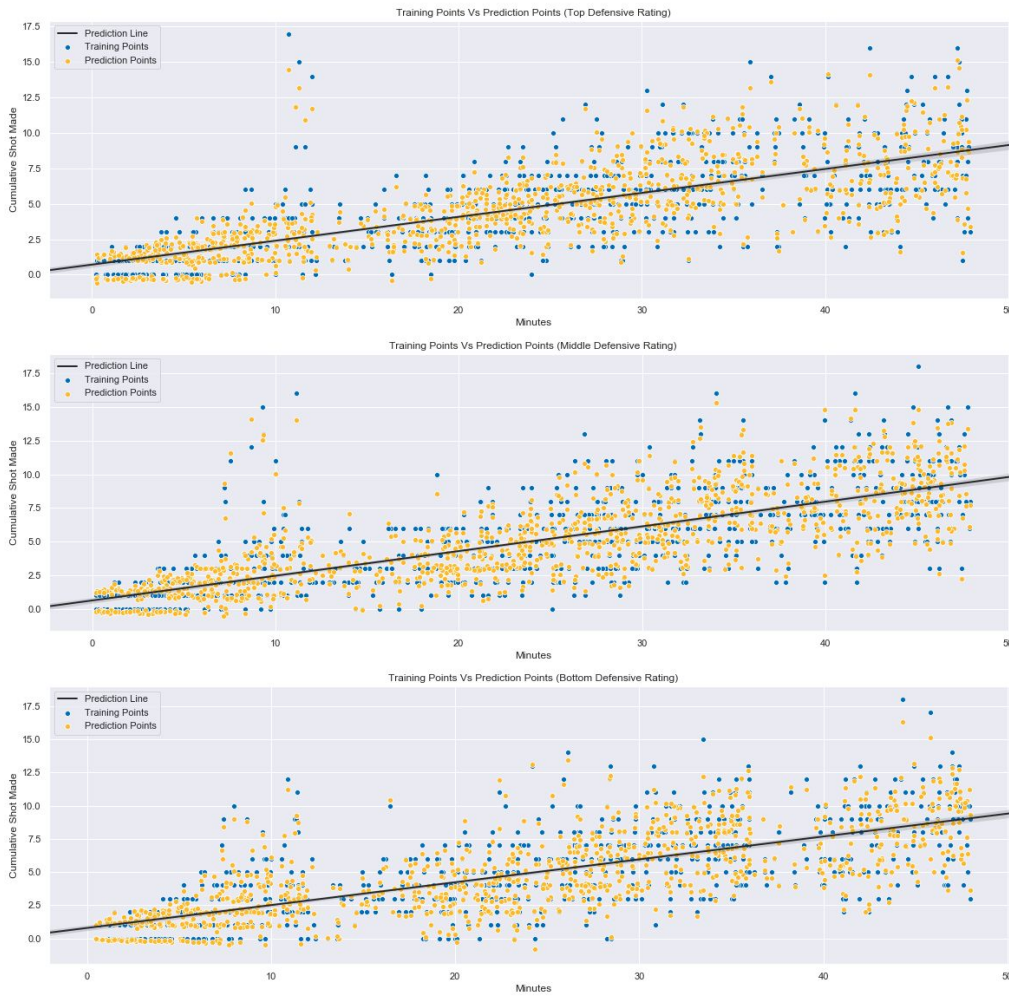 Training Points Vs Prediction Points (Top Defensive Rating)
17.5
15.0
12.5
10.0
7.5
5.0
2.5
0.0
Cumulative Shot Made
Prediction Line
Training Points
Prediction Points
0 10 20 30 40 50
Minutes
Training Points Vs Prediction Points (Middle Defensive Rating)
17.5
15.0
12.5
10.0
7.5
5.0
2.5
0.0
Cumulative Shot Made
Prediction Line
Training Points
Prediction Points
0 10 20 30 40 50
Minutes
Training Points Vs Prediction Points (Bottom Defensive Rating)
17.5
15.0
12.5
10.0
7.5
5.0
2.5
0.0
Cumulative Shot Made
Prediction Line
Training Points
Prediction Points
0 10 20 30 40 50
Minutes